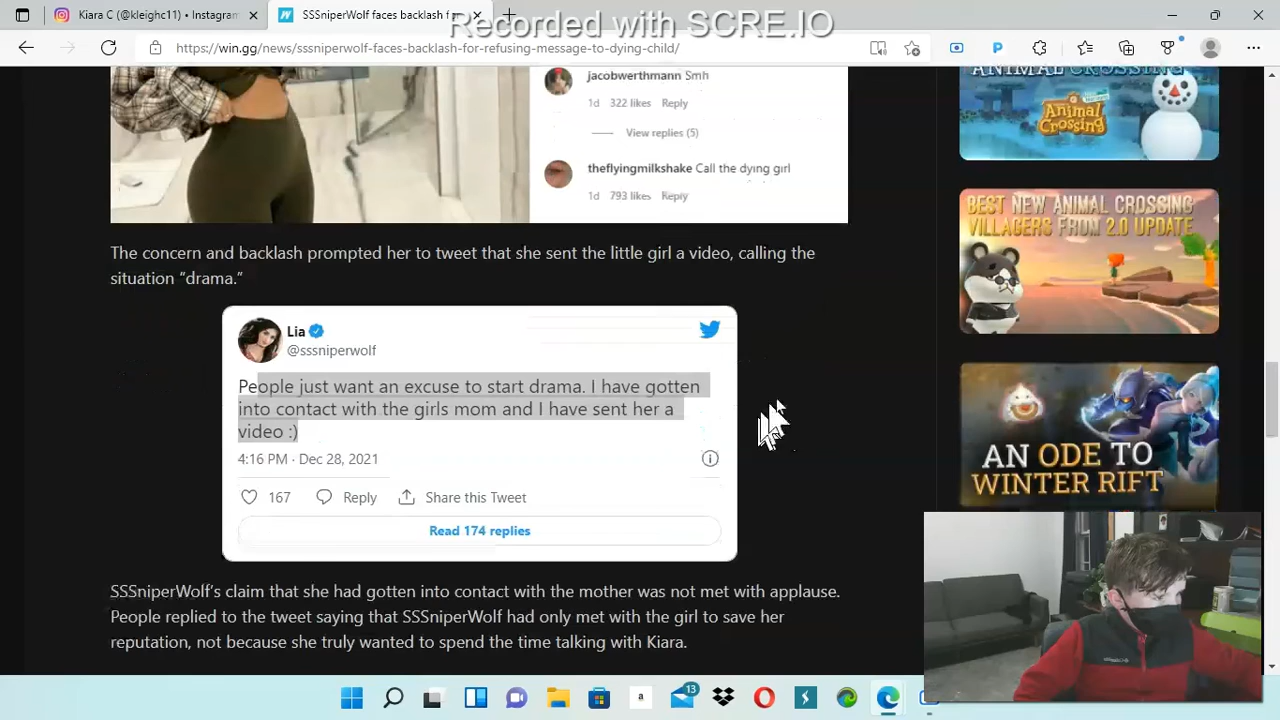 Recorded with SCRE.IO
Kiara C (@kleighc11) • Instagram
SSSniperWolf faces backlash for
https://win.gg/news/sssniperwolf-faces-backlash-for-refusing-message-to-dying-child/
jacobwerthmann Smh
1d 322 likes Reply
View replies (5)
theflyingmilkshake Call the dying girl
1d 793 likes Reply
The concern and backlash prompted her to tweet that she sent the little girl a video, calling the
situation “drama.”
Lia
@sssniperwolf
People just want an excuse to start drama. I have gotten
into contact with the girls mom and I have sent her a
video :)
4:16 PM · Dec 28, 2021
167 Reply Share this Tweet
Read 174 replies
SSSniperWolf’s claim that she had gotten into contact with the mother was not met with applause.
People replied to the tweet saying that SSSniperWolf had only met with the girl to save her
reputation, not because she truly wanted to spend the time talking with Kiara.
ANIMAL CROSSING
Animal
Crossing
BEST NEW ANIMAL CROSSING
VILLAGERS FROM 2.0 UPDATE
AN ODE TO
WINTER RIFT
a
13